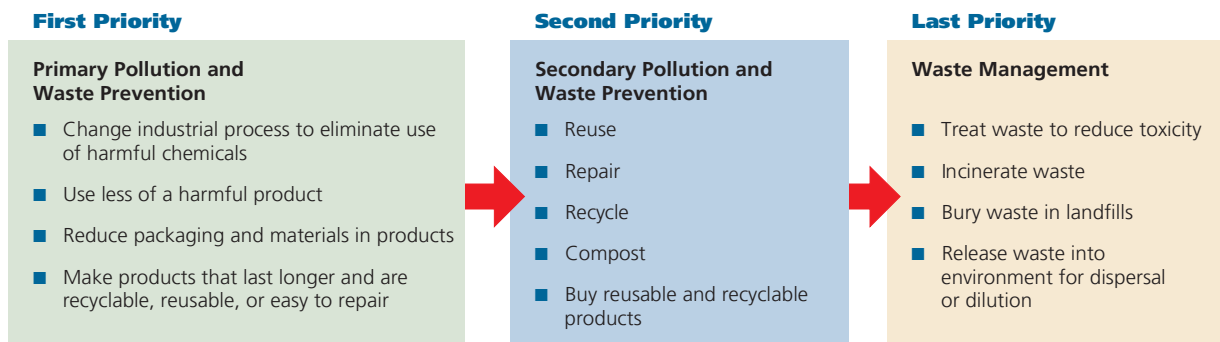 First Priority
Primary Pollution and
Waste Prevention
Change industrial process to eliminate use
of harmful chemicals
Use less of a harmful product
Reduce packaging and materials in products
Make products that last longer and are
recyclable, reusable, or easy to repair
Second Priority
Secondary Pollution and
Waste Prevention
Reuse
Repair
Recycle
Compost
Buy reusable and recyclable
products
Last Priority
Waste Management
Treat waste to reduce toxicity
Incinerate waste
Bury waste in landfills
Release waste into
environment for dispersal
or dilution